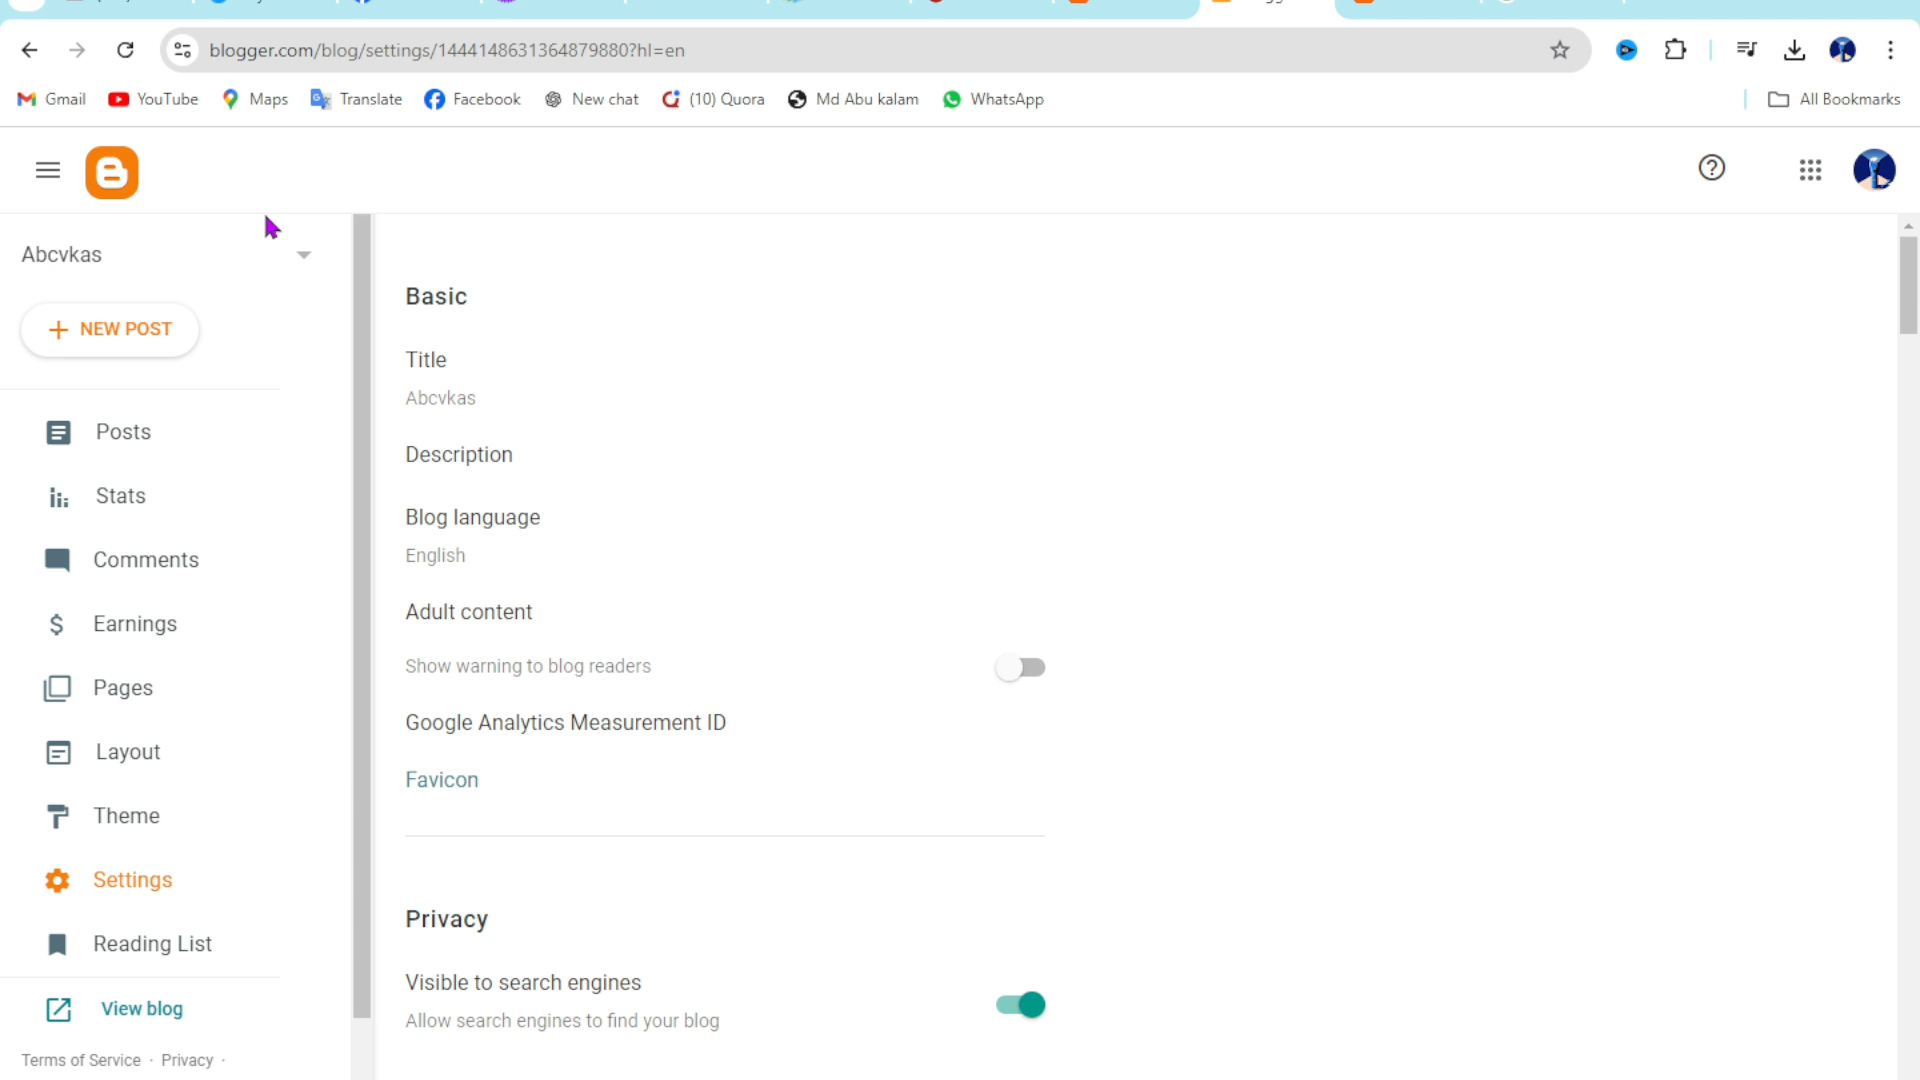 blogger.com/blog/settings/1444148631364879880?hl=en
Gmail YouTube Maps Translate Facebook New chat (10) Quora Md Abu kalam WhatsApp All Bookmarks
Abcvkas
NEW POST
Posts
Stats
Comments
Earnings
Pages
Layout
Theme
Settings
Reading List
View blog
Terms of Service · Privacy ·
Basic
Title
Abcvkas
Description
Blog language
English
Adult content
Show warning to blog readers
Google Analytics Measurement ID
Favicon
Privacy
Visible to search engines
Allow search engines to find your blog